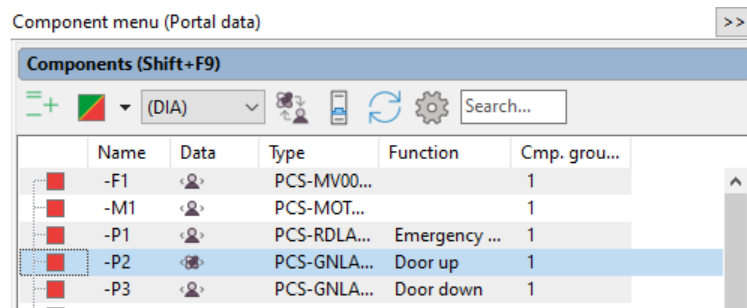 Component menu (Portal data) >>
Components (Shift+F9)
(DIA) Search...
Name Data Type Function Cmp. grou...
-F1 PCS-MV00... 1
-M1 PCS-MOT... 1
-P1 PCS-RDLA... Emergency ... 1
-P2 PCS-GNLA... Door up 1
-P3 PCS-GNLA... Door down 1